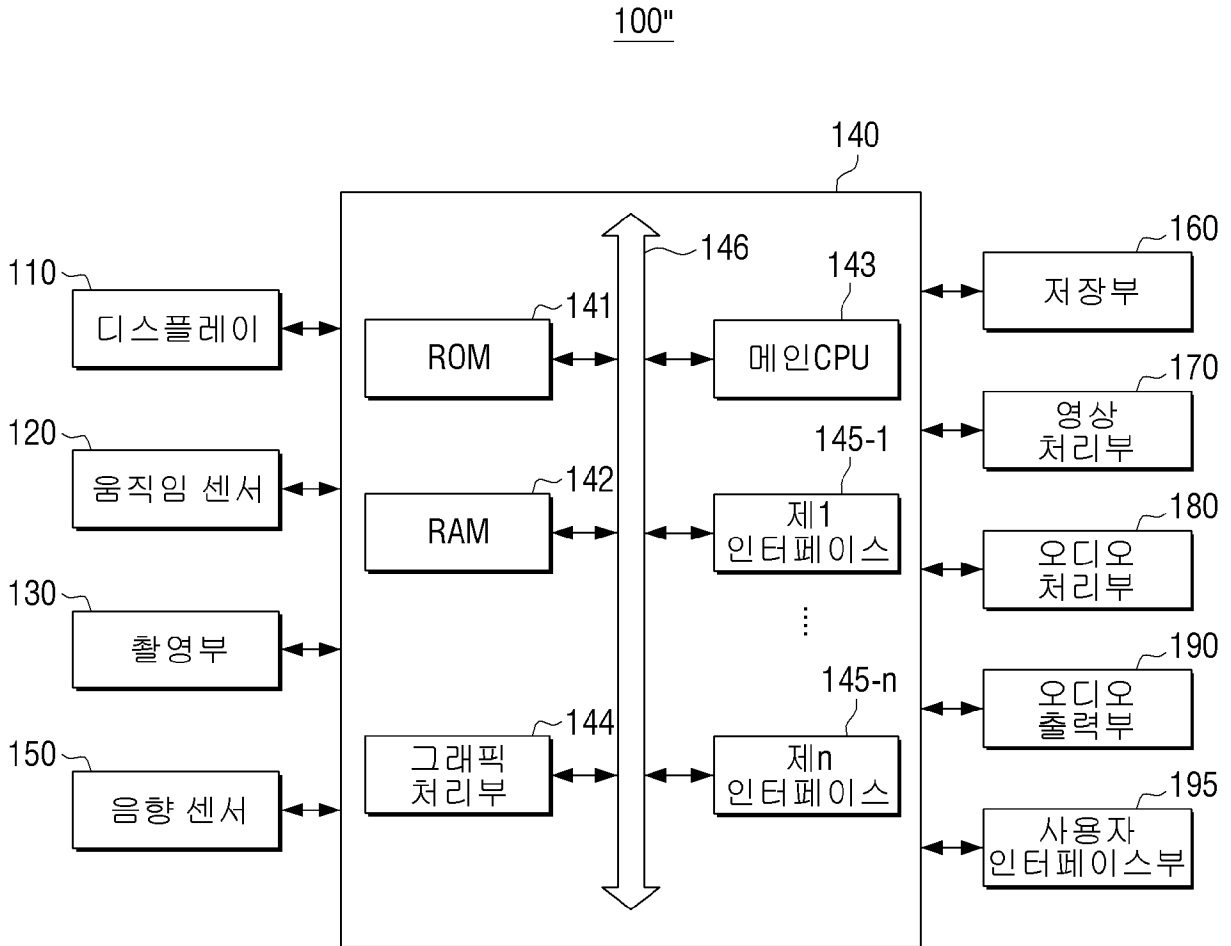 100"
140
110
디스플레이
120
움직임 센서
130
촬영부
150
음향 센서
146
141
ROM
142
RAM
144
그래픽
처리부
143
메인CPU
145-1
제1
인터페이스
⋮
145-n
제n
인터페이스
160
저장부
170
영상
처리부
180
오디오
처리부
190
오디오
출력부
195
사용자
인터페이스부